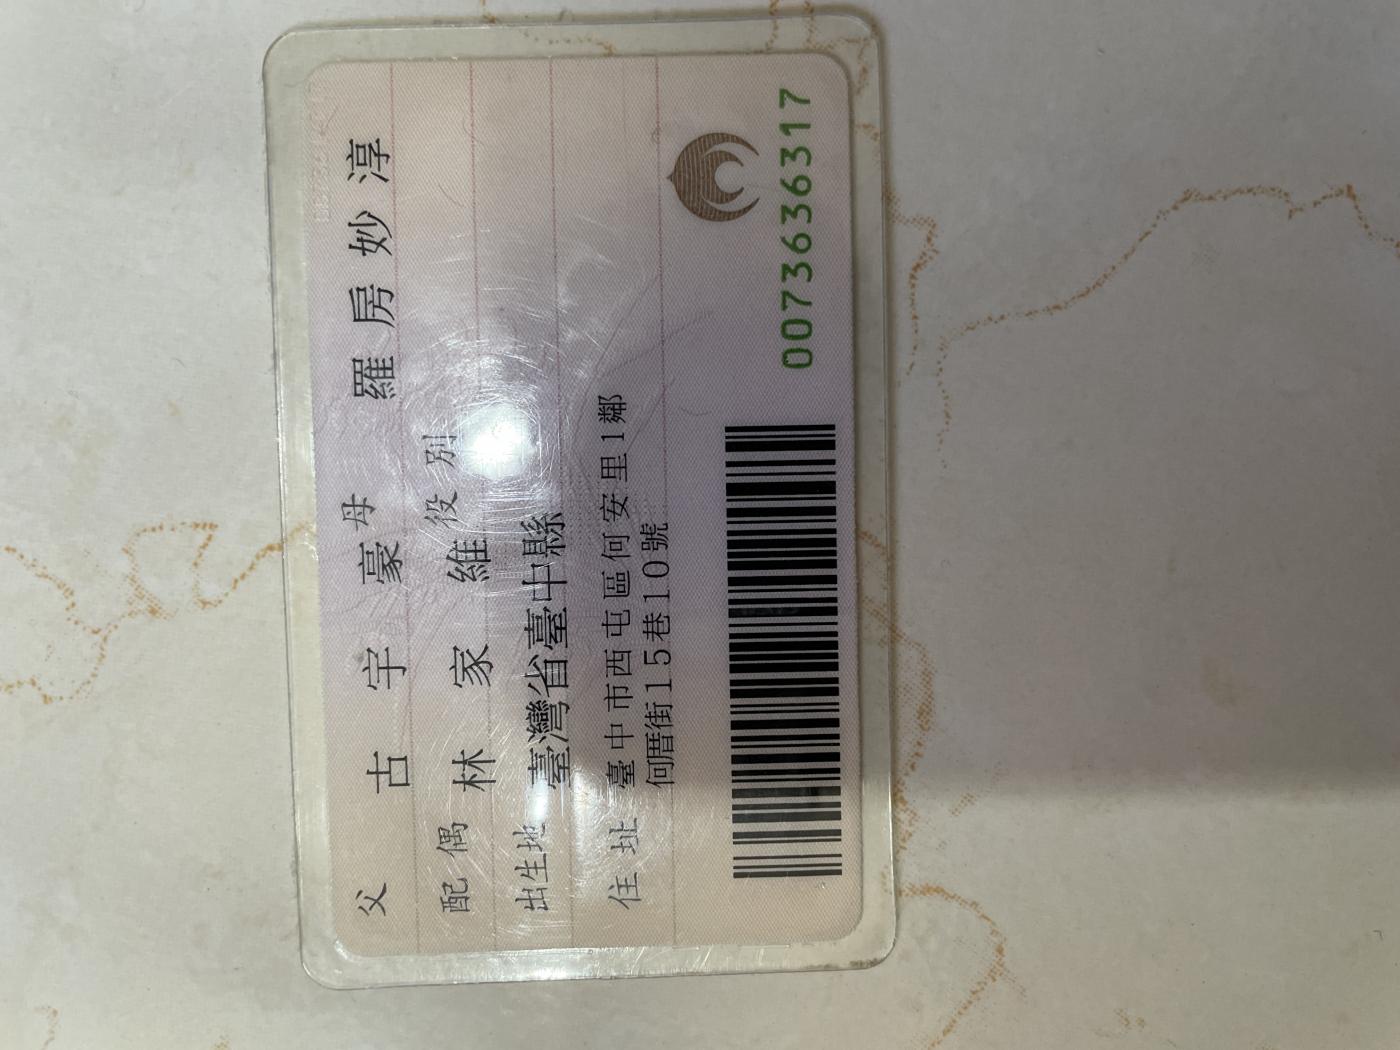 父 古宇豪 母 羅房妙淳
配偶 林家維 役別
出生地 臺灣省臺中縣
住址 臺中市西屯區何安里1鄰
何厝街15巷10號
0073636317